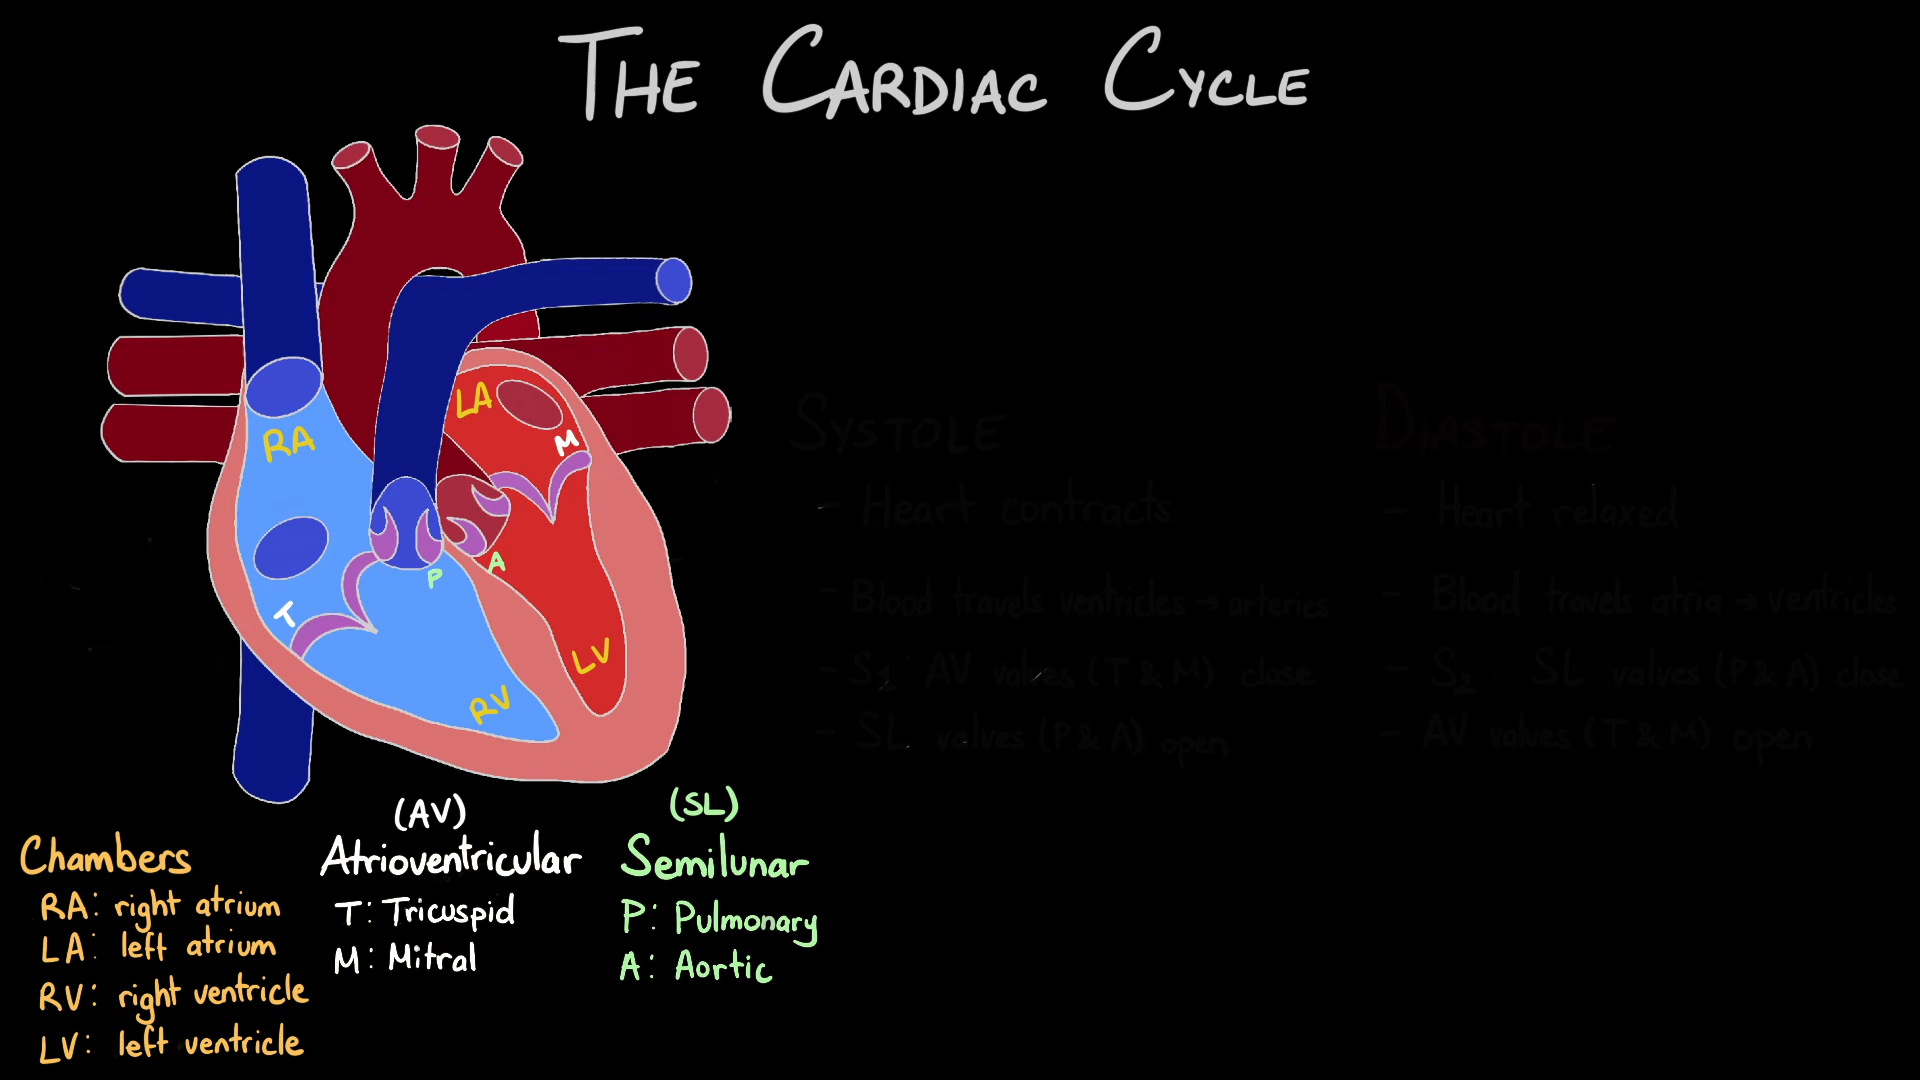 THE CARDIAC CYCLE
LA
M
RA
A
P
T
LV
RV
SYSTOLE
- Heart contracts
- Blood travels ventricles → arteries
- S1: AV valves (T & M) close
- SL valves (P & A) open
DIASTOLE
- Heart relaxed
- Blood travels atria → ventricles
- S2: SL valves (P & A) close
- AV valves (T & M) open
Chambers
RA: right atrium
LA: left atrium
RV: right ventricle
LV: left ventricle
(AV)
Atrioventricular
T: Tricuspid
M: Mitral
(SL)
Semilunar
P: Pulmonary
A: Aortic